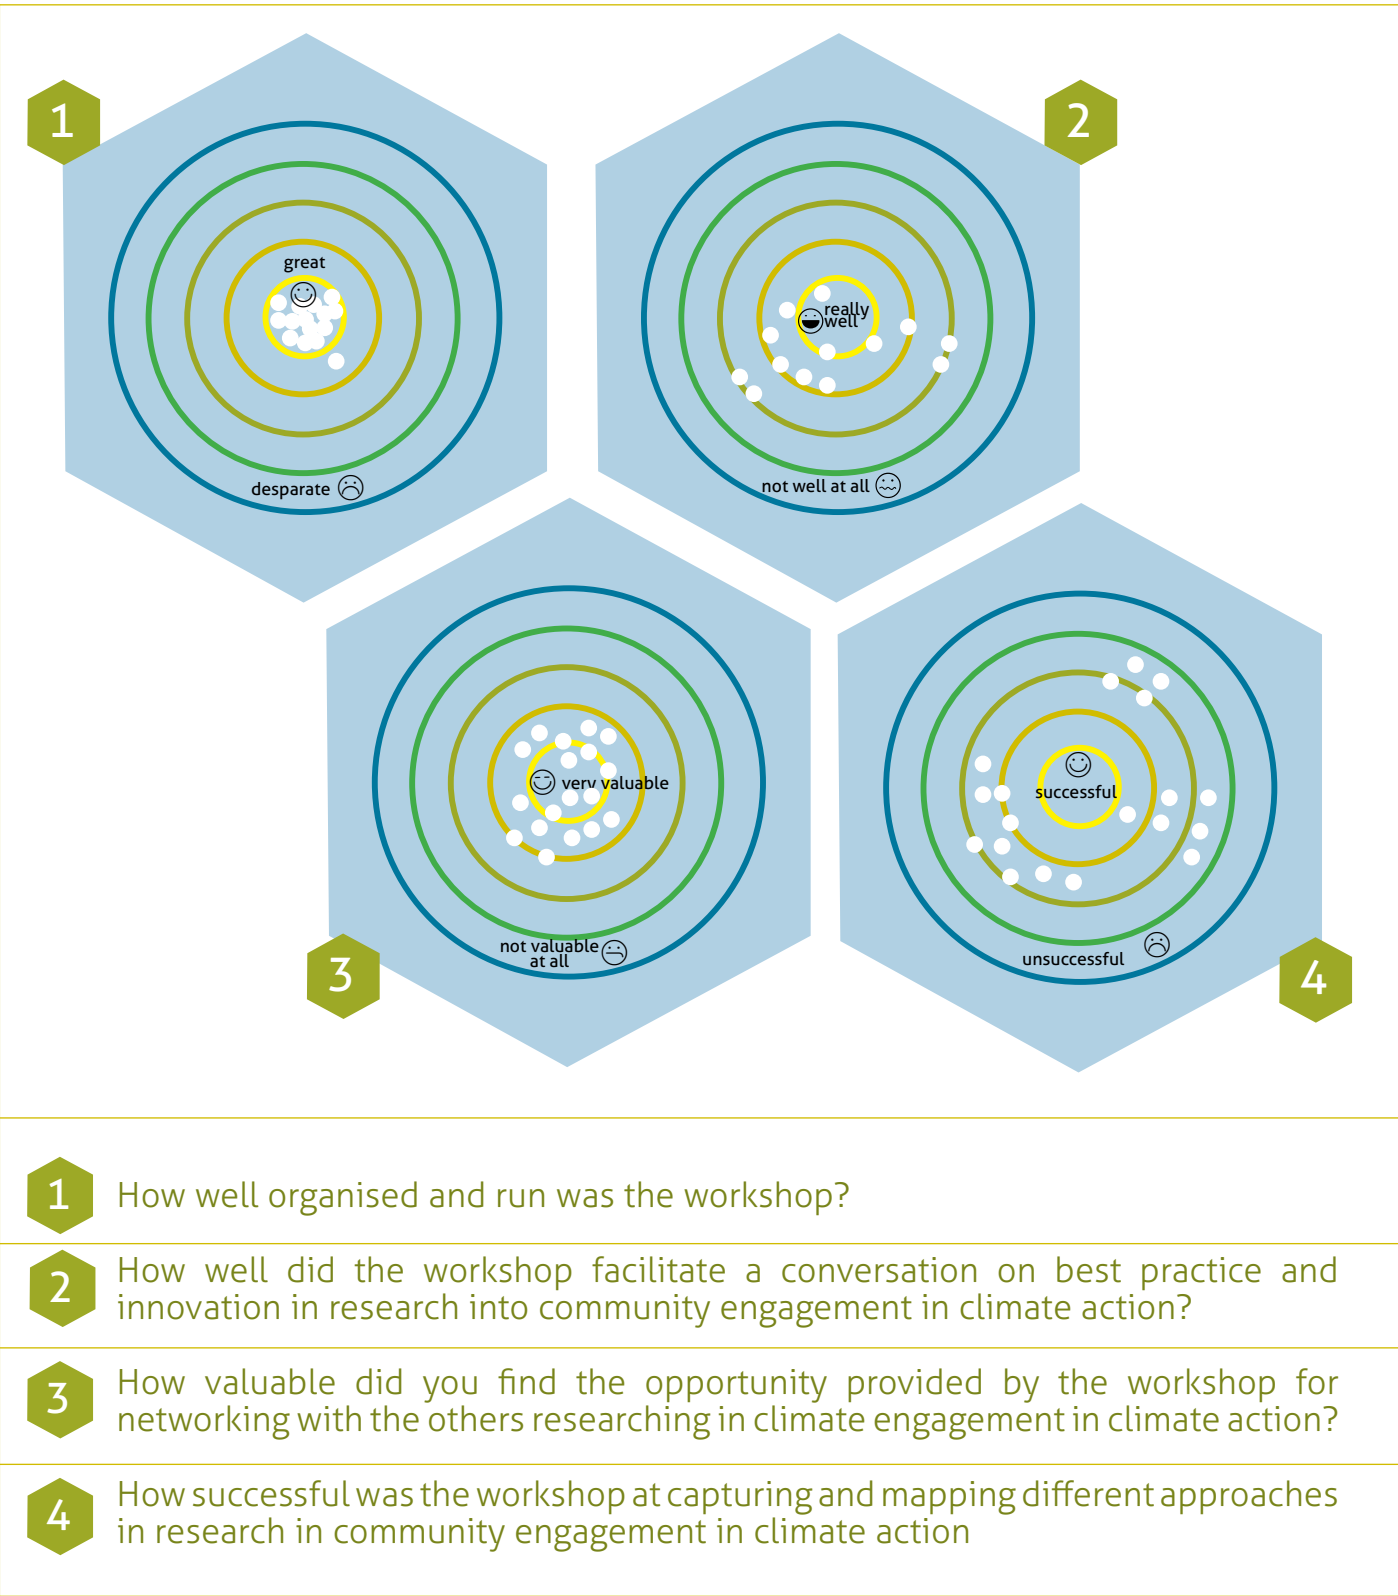 1
2
great
really
well
desparate
not well at all
very valuable
successful
not valuable
at all
unsuccessful
3
4
1 How well organised and run was the workshop?
2 How well did the workshop facilitate a conversation on best practice and
innovation in research into community engagement in climate action?
3 How valuable did you find the opportunity provided by the workshop for
networking with the others researching in climate engagement in climate action?
4 How successful was the workshop at capturing and mapping different approaches
in research in community engagement in climate action